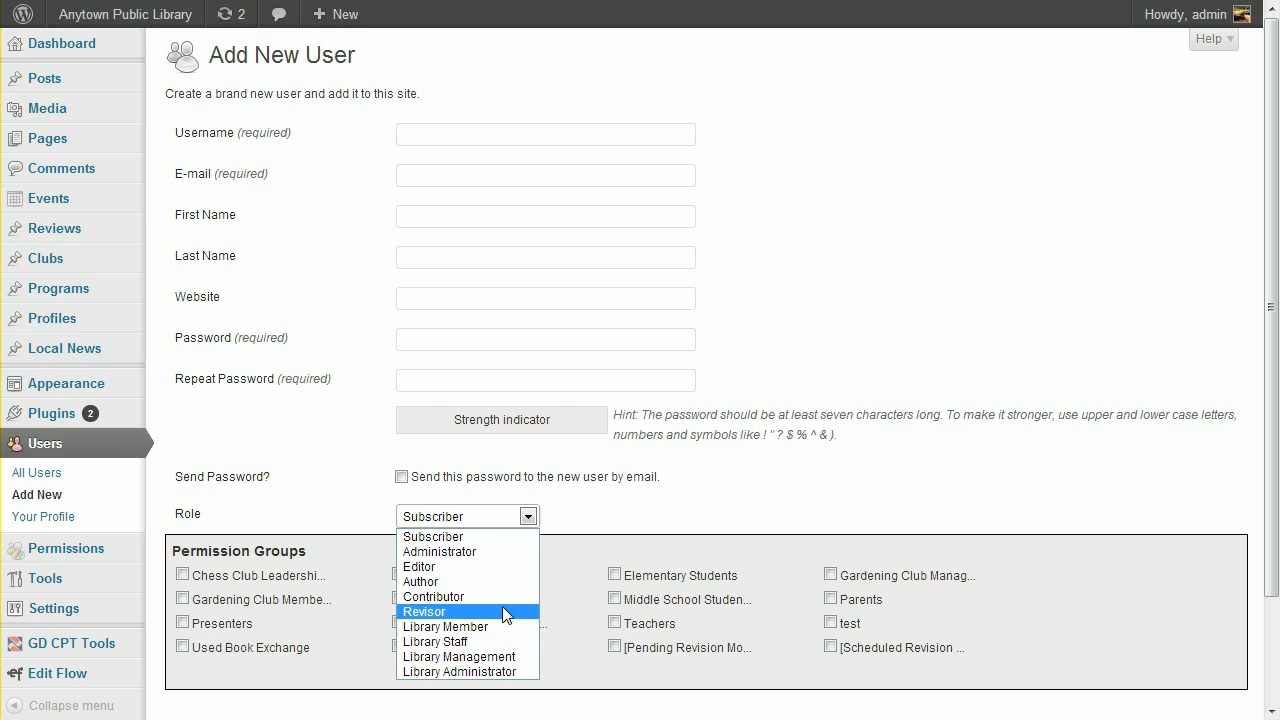 Anytown Public Library 2 New Howdy, admin
Help
Dashboard
Posts
Media
Pages
Comments
Events
Reviews
Clubs
Programs
Profiles
Local News
Appearance
Plugins 2
Users
All Users
Add New
Your Profile
Permissions
Tools
Settings
GD CPT Tools
Edit Flow
Collapse menu
Add New User
Create a brand new user and add it to this site.
Username (required)
E-mail (required)
First Name
Last Name
Website
Password (required)
Repeat Password (required)
Strength indicator
Hint: The password should be at least seven characters long. To make it stronger, use upper and lower case letters,
numbers and symbols like ! " ? $ % ^ & ).
Send Password? Send this password to the new user by email.
Role Subscriber
Subscriber
Administrator
Editor
Author
Contributor
Revisor
Library Member
Library Staff
Library Management
Library Administrator
Permission Groups
Chess Club Leadershi... Elementary Students Gardening Club Manag...
Gardening Club Membe... Middle School Studen... Parents
Presenters ... Teachers test
Used Book Exchange [Pending Revision Mo... [Scheduled Revision ...